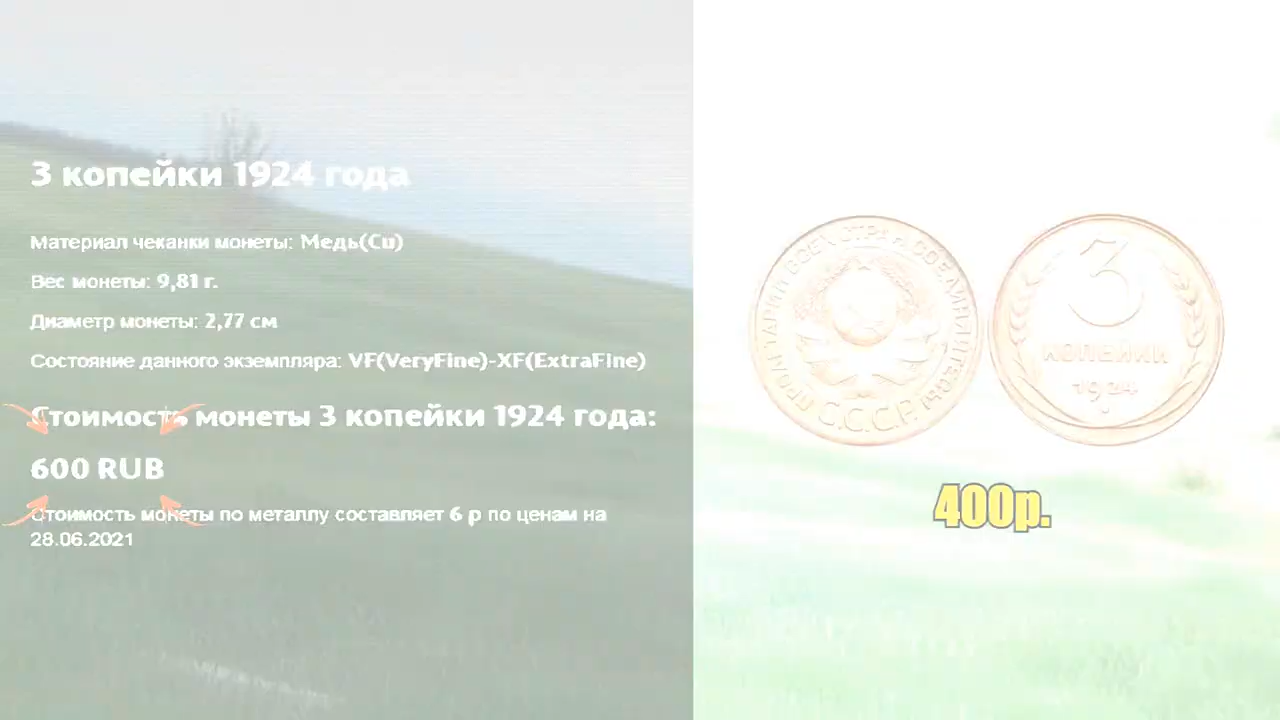 3 копейки 1924 года
Материал чеканки монеты: Медь(Cu)
Вес монеты: 9,81 г.
Диаметр монеты: 2,77 см
Состояние данного экземпляра: VF(VeryFine)-XF(ExtraFine)
Стоимость монеты 3 копейки 1924 года:
600 RUB
Стоимость монеты по металлу составляет 6 р по ценам на
28.06.2021
С.С.С.Р.
3
КОПЕЙКИ
1924
400р.